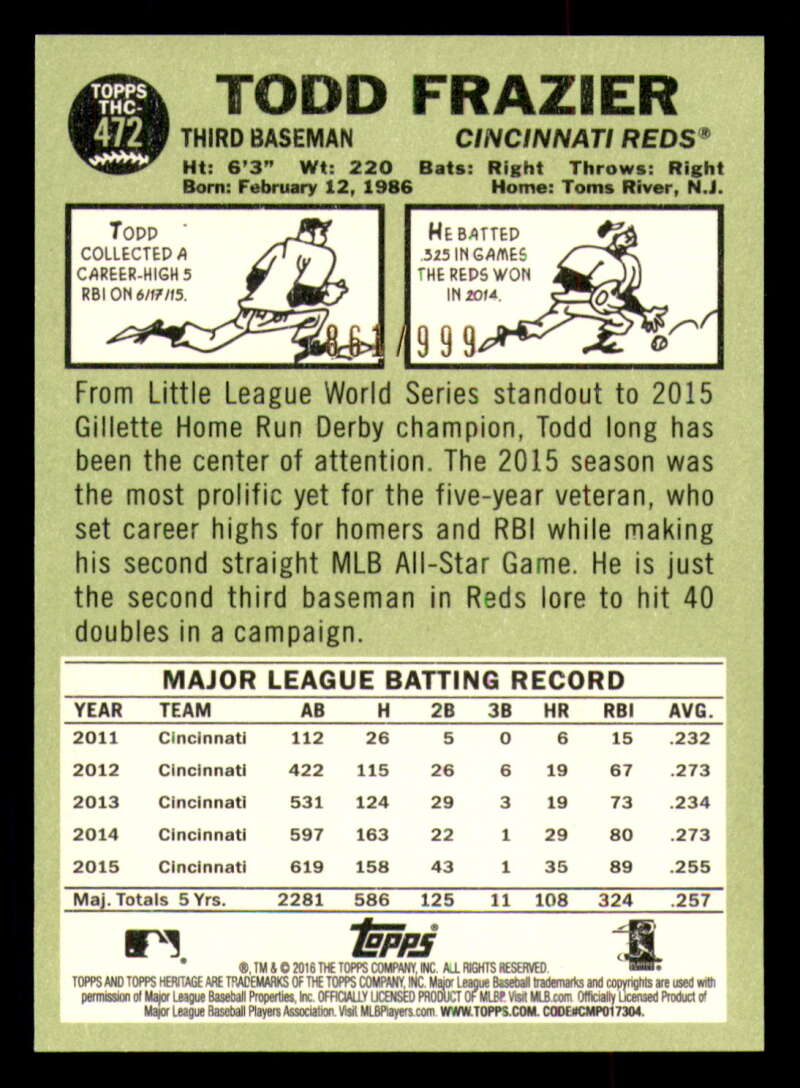 TOPPS
THC-
472
TODD FRAZIER
THIRD BASEMAN CINCINNATI REDS®
Ht: 6'3" Wt: 220 Bats: Right Throws: Right
Born: February 12, 1986 Home: Toms River, N.J.
TODD
COLLECTED A
CAREER-HIGH 5
RBI ON 6/17/15.
HE BATTED
.325 IN GAMES
THE REDS WON
IN 2014.
861/999
From Little League World Series standout to 2015
Gillette Home Run Derby champion, Todd long has
been the center of attention. The 2015 season was
the most prolific yet for the five-year veteran, who
set career highs for homers and RBI while making
his second straight MLB All-Star Game. He is just
the second third baseman in Reds lore to hit 40
doubles in a campaign.
MAJOR LEAGUE BATTING RECORD
YEAR TEAM AB H 2B 3B HR RBI AVG.
2011 Cincinnati 112 26 5 0 6 15 .232
2012 Cincinnati 422 115 26 6 19 67 .273
2013 Cincinnati 531 124 29 3 19 73 .234
2014 Cincinnati 597 163 22 1 29 80 .273
2015 Cincinnati 619 158 43 1 35 89 .255
Maj. Totals 5 Yrs. 2281 586 125 11 108 324 .257
topps®
®, TM & © 2016 THE TOPPS COMPANY, INC. ALL RIGHTS RESERVED.
TOPPS AND TOPPS HERITAGE ARE TRADEMARKS OF THE TOPPS COMPANY, INC. Major League Baseball trademarks and copyrights are used with
permission of Major League Baseball Properties, Inc. OFFICIALLY LICENSED PRODUCT OF MLBP. Visit MLB.com. Officially Licensed Product of
Major League Baseball Players Association. Visit MLBPlayers.com. WWW.TOPPS.COM. CODE#CMP017304.